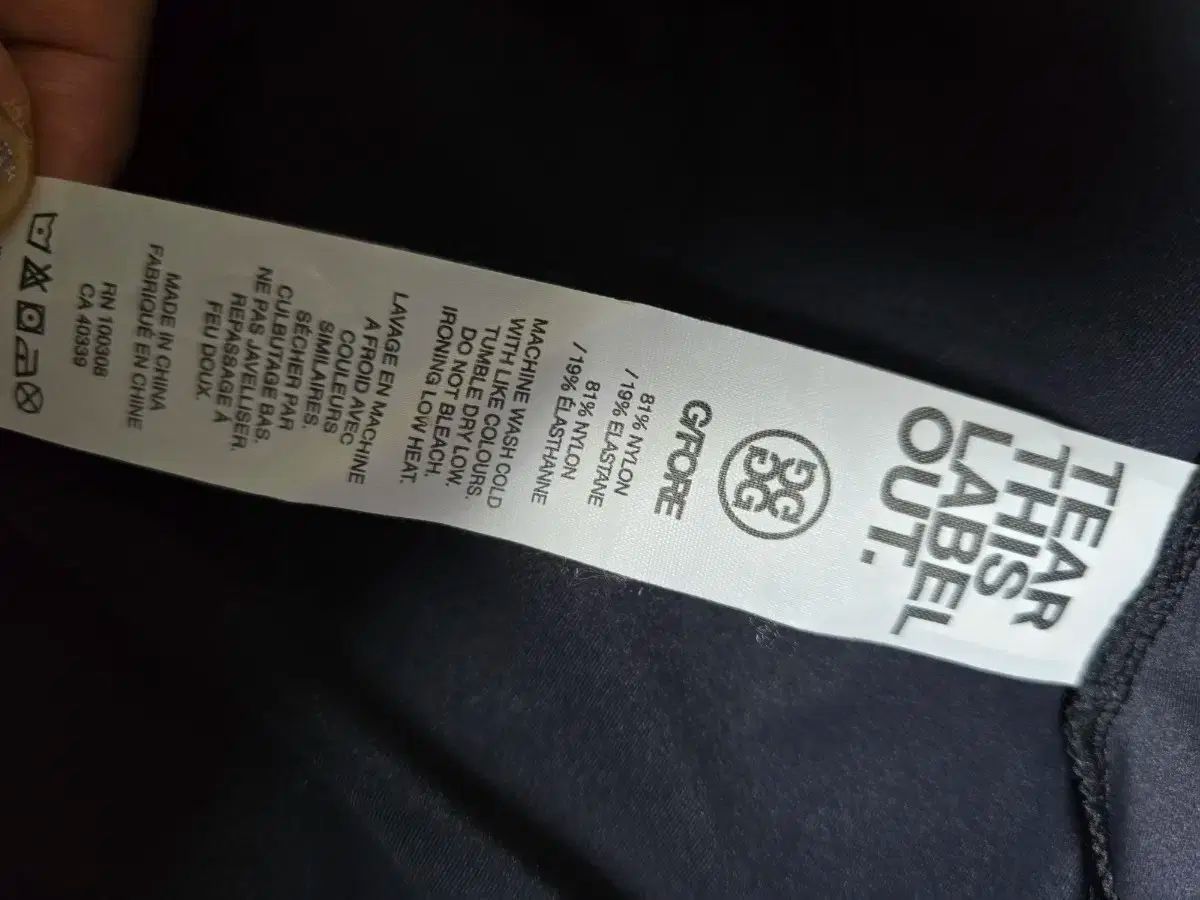 TEAR
THIS
LABEL
OUT.
GG
GG
G/FORE
81% NYLON
/ 19% ELASTANE
81% NYLON
/ 19% ÉLASTHANNE
MACHINE WASH COLD
WITH LIKE COLOURS.
TUMBLE DRY LOW.
DO NOT BLEACH.
IRONING LOW HEAT.
LAVAGE EN MACHINE
A FROID AVEC
COULEURS
SIMILAIRES.
SÉCHER PAR
CULBUTAGE BAS.
NE PAS JAVELLISER.
REPASSAGE À
FEU DOUX.
MADE IN CHINA
FABRIQUÉ EN CHINE
RN 100308
CA 40339